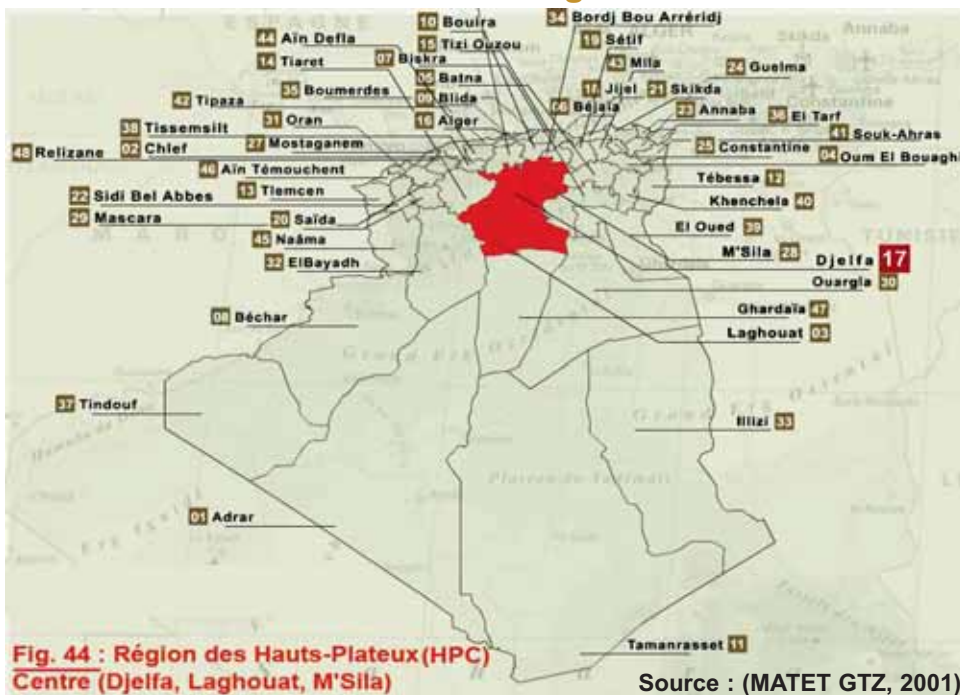 ESPAGNE
10 Bouira
34 Bordj Bou Arréridj
44 Aïn Defla
15 Tizi Ouzou
19 Sétif
14 Tiaret
07 Biskra
43 Mila
05 Batna
24 Guelma
35 Boumerdes
09 Blida
18 Jijel
21 Skikda
42 Tipaza
16 Alger
06 Béjaïa
23 Annaba
31 Oran
36 El Tarf
38 Tissemsilt
27 Mostaganem
41 Souk-Ahras
48 Relizane
02 Chlef
25 Constantine
04 Oum El Bouaghi
46 Aïn Témouchent
Tébessa 12
13 Tlemcen
22 Sidi Bel Abbes
Khenchela 40
29 Mascara
20 Saïda
El Oued 39
45 Naâma
M'Sila 28
Djelfa 17
32 ElBayadh
Ouargla 30
Ghardaïa 47
08 Béchar
Laghouat 03
37 Tindouf
Illizi 33
01 Adrar
Tamanrasset 11
Fig. 44 : Région des Hauts-Plateux(HPC)
Centre (Djelfa, Laghouat, M'Sila)
Source : (MATET GTZ, 2001)